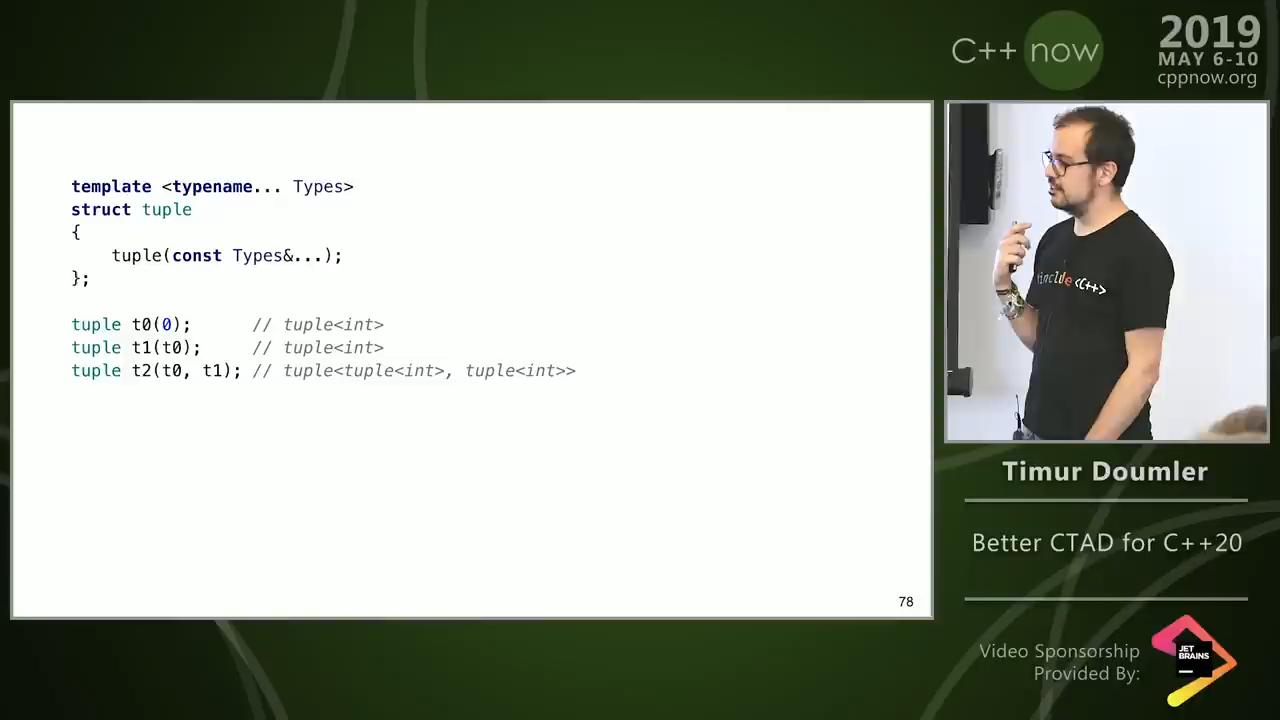 C++ now
2019
MAY 6-10
cppnow.org
template <typename... Types>
struct tuple
{
    tuple(const Types&...);
};
tuple t0(0);      // tuple<int>
tuple t1(t0);     // tuple<int>
tuple t2(t0, t1); // tuple<tuple<int>, tuple<int>>
78
#include <C++>
Timur Doumler
Better CTAD for C++20
Video Sponsorship
Provided By:
JET
BRAINS